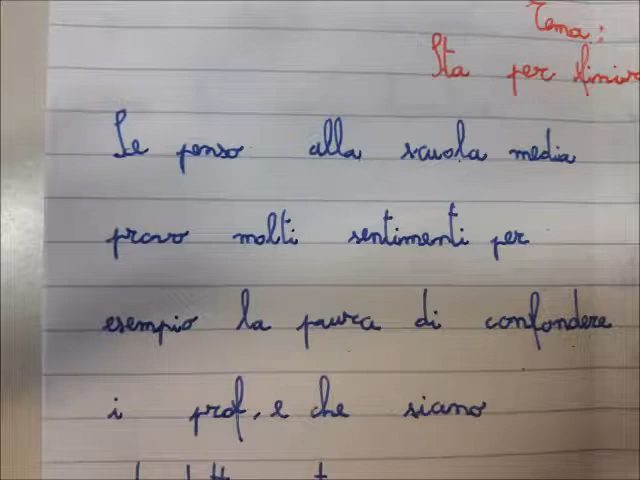 Tema:
Sta per finire
Se penso alla scuola media
provo molti sentimenti per
esempio la paura di confondere
i prof. e che siano